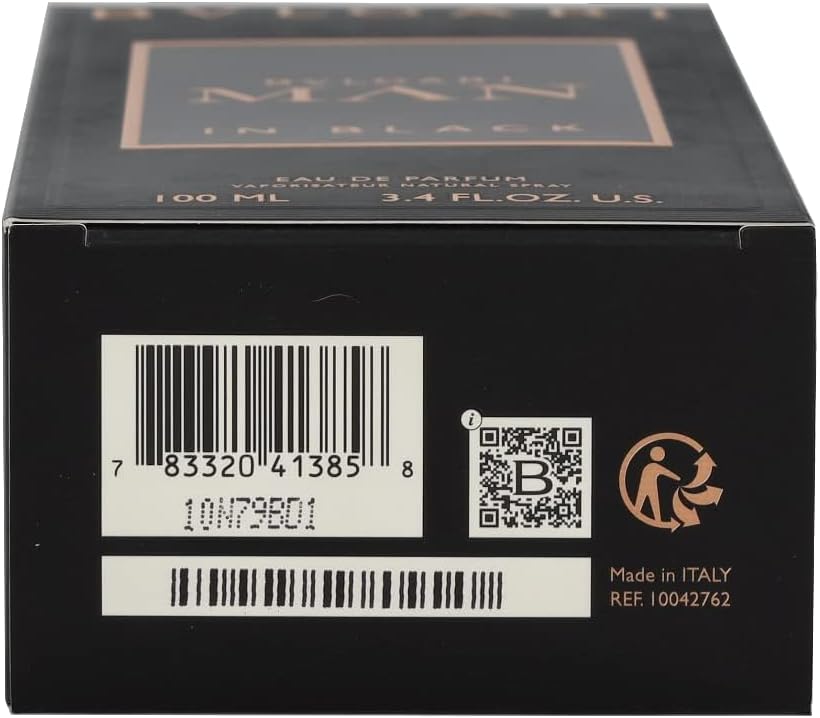 BVLGARI
BVLGARI
MAN
IN BLACK
EAU DE PARFUM
VAPORISATEUR NATURAL SPRAY
100 ML 3.4 FL.OZ. U.S.
7 83320 41385 8
10N79B01
i
B
Made in ITALY
REF. 10042762